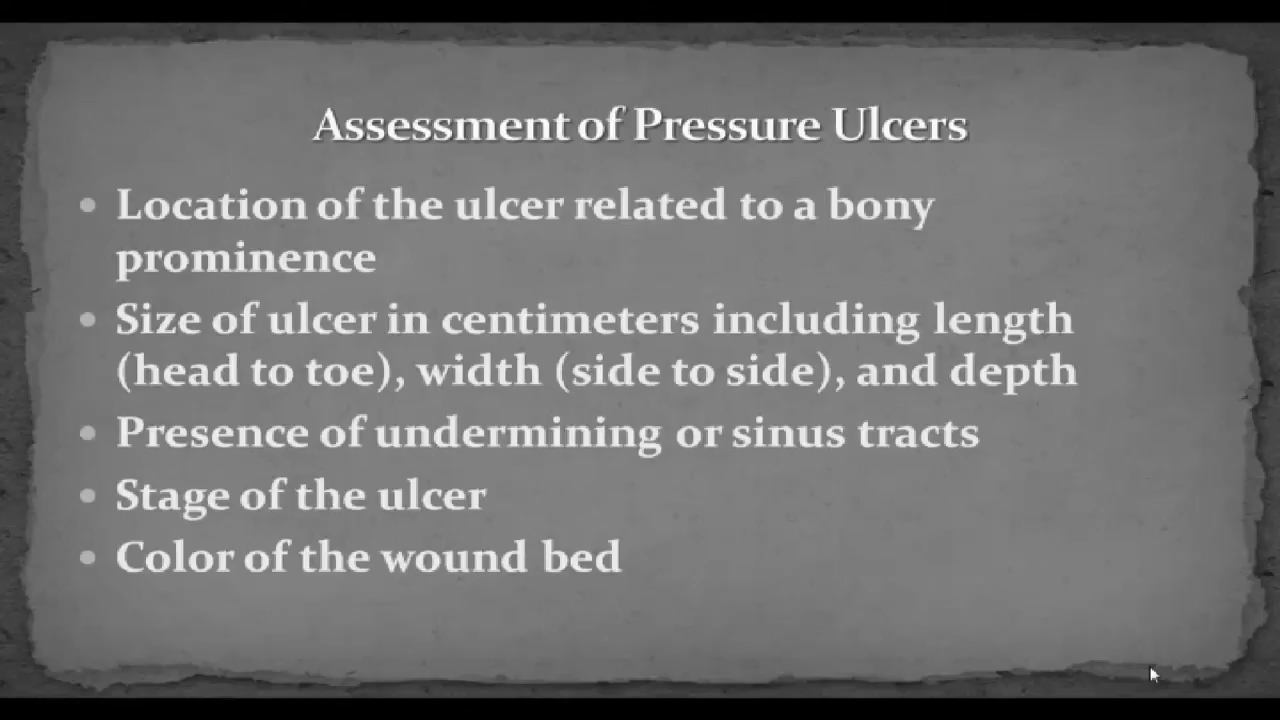 Assessment of Pressure Ulcers
• Location of the ulcer related to a bony
prominence
• Size of ulcer in centimeters including length
(head to toe), width (side to side), and depth
• Presence of undermining or sinus tracts
• Stage of the ulcer
• Color of the wound bed